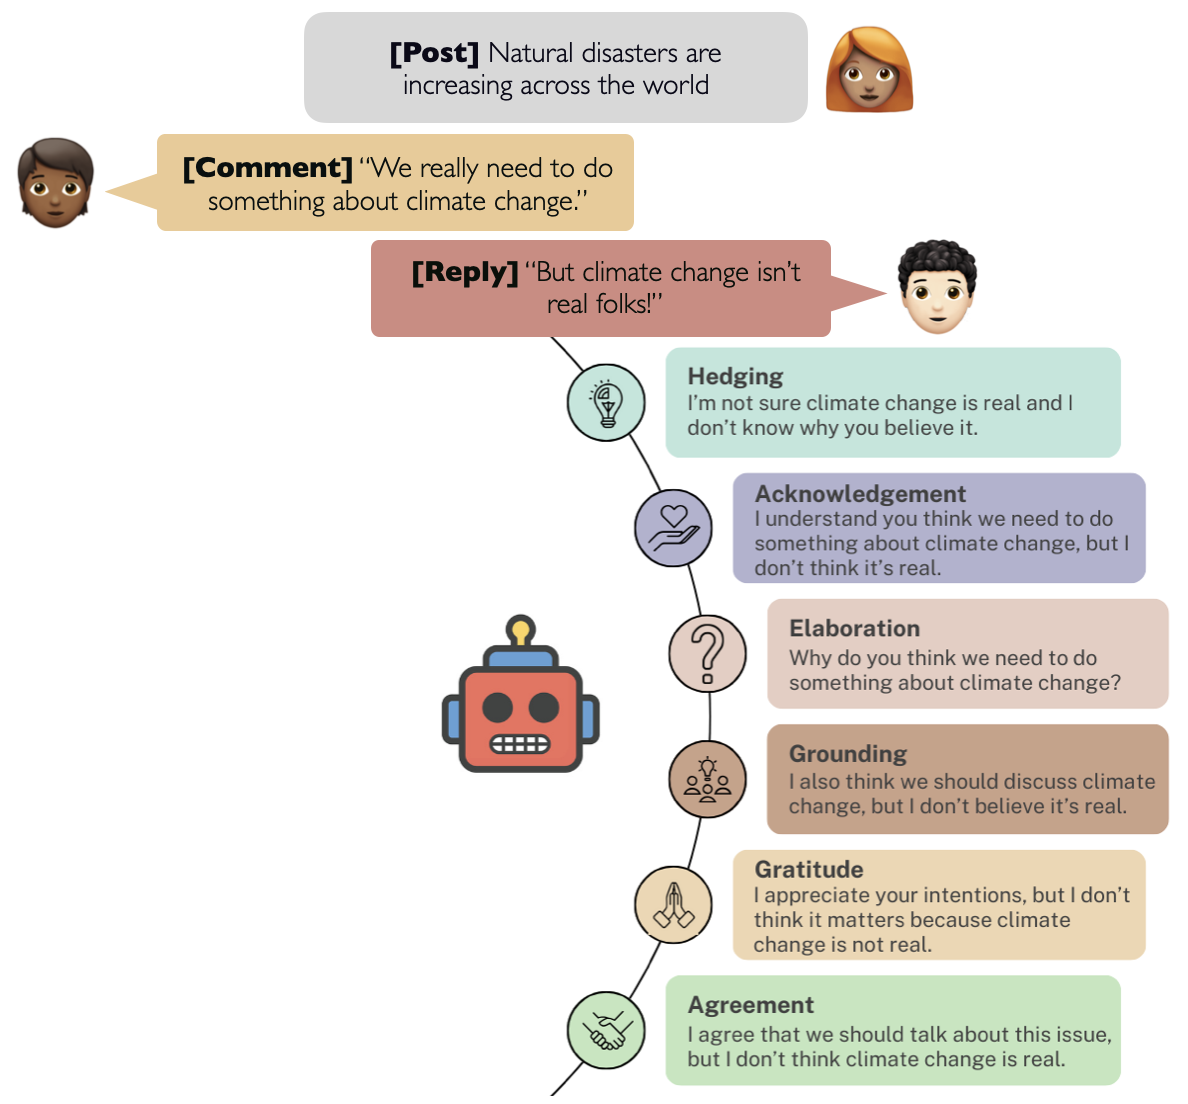 [Post] Natural disasters are
increasing across the world
[Comment] “We really need to do
something about climate change.”
[Reply] “But climate change isn’t
real folks!”
Hedging
I’m not sure climate change is real and I
don’t know why you believe it.
Acknowledgement
I understand you think we need to do
something about climate change, but I
don’t think it’s real.
Elaboration
Why do you think we need to do
something about climate change?
Grounding
I also think we should discuss climate
change, but I don’t believe it’s real.
Gratitude
I appreciate your intentions, but I don’t
think it matters because climate
change is not real.
Agreement
I agree that we should talk about this issue,
but I don’t think climate change is real.